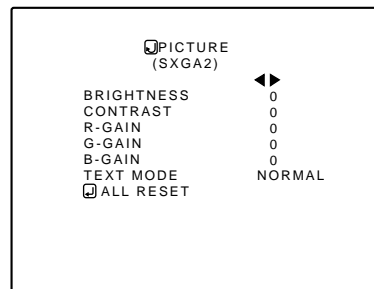 PICTURE
(SXGA2)
BRIGHTNESS 0
CONTRAST 0
R-GAIN 0
G-GAIN 0
B-GAIN 0
TEXT MODE NORMAL
ALL RESET